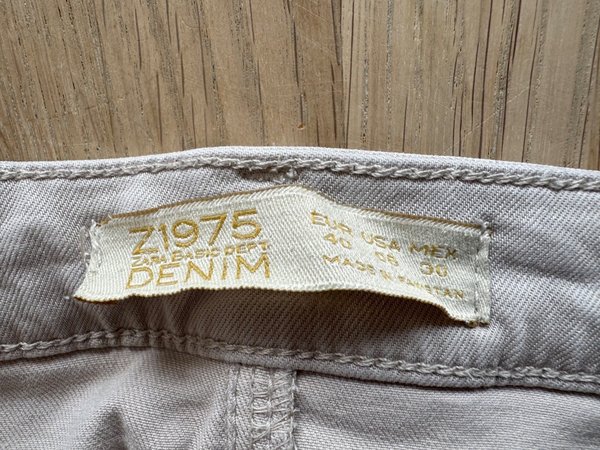 Z1975
ZARA BASIC DEPT.
DENIM
EUR USA MEX
40 08 30
MADE IN PAKISTAN